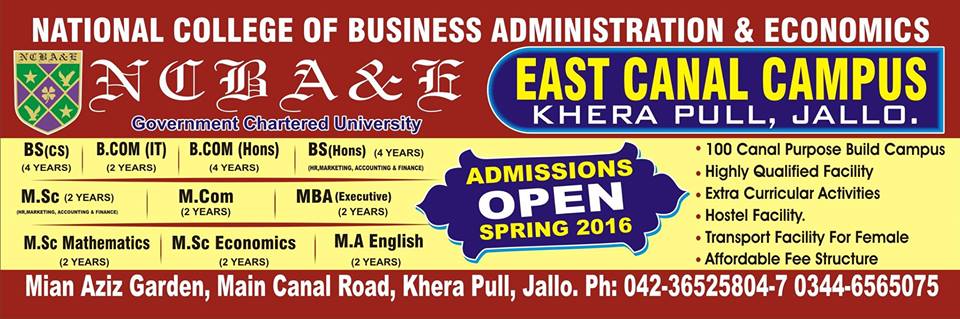 NATIONAL COLLEGE OF BUSINESS ADMINISTRATION & ECONOMICS
NCBA&E
NCBA&E
Government Chartered University
EAST CANAL CAMPUS
KHERA PULL, JALLO.
BS(CS) B.COM (IT) B.COM (Hons) BS(Hons) (4 YEARS)
(4 YEARS) (2 YEARS) (4 YEARS) (HR,MARKETING, ACCOUNTING & FINANCE)
M.Sc (2 YEARS) M.Com MBA (Executive)
(HR,MARKETING, ACCOUNTING & FINANCE) (2 YEARS) (2 YEARS)
M.Sc Mathematics M.Sc Economics M.A English
(2 YEARS) (2 YEARS) (2 YEARS)
ADMISSIONS
OPEN
SPRING 2016
• 100 Canal Purpose Build Campus
• Highly Qualified Facility
• Extra Curricular Activities
• Hostel Facility.
• Transport Facility For Female
• Affordable Fee Structure
Mian Aziz Garden, Main Canal Road, Khera Pull, Jallo. Ph: 042-36525804-7 0344-6565075